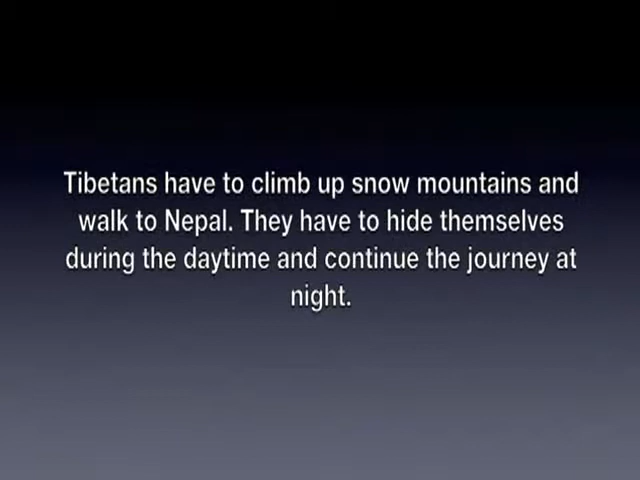 Tibetans have to climb up snow mountains and
walk to Nepal. They have to hide themselves
during the daytime and continue the journey at
night.